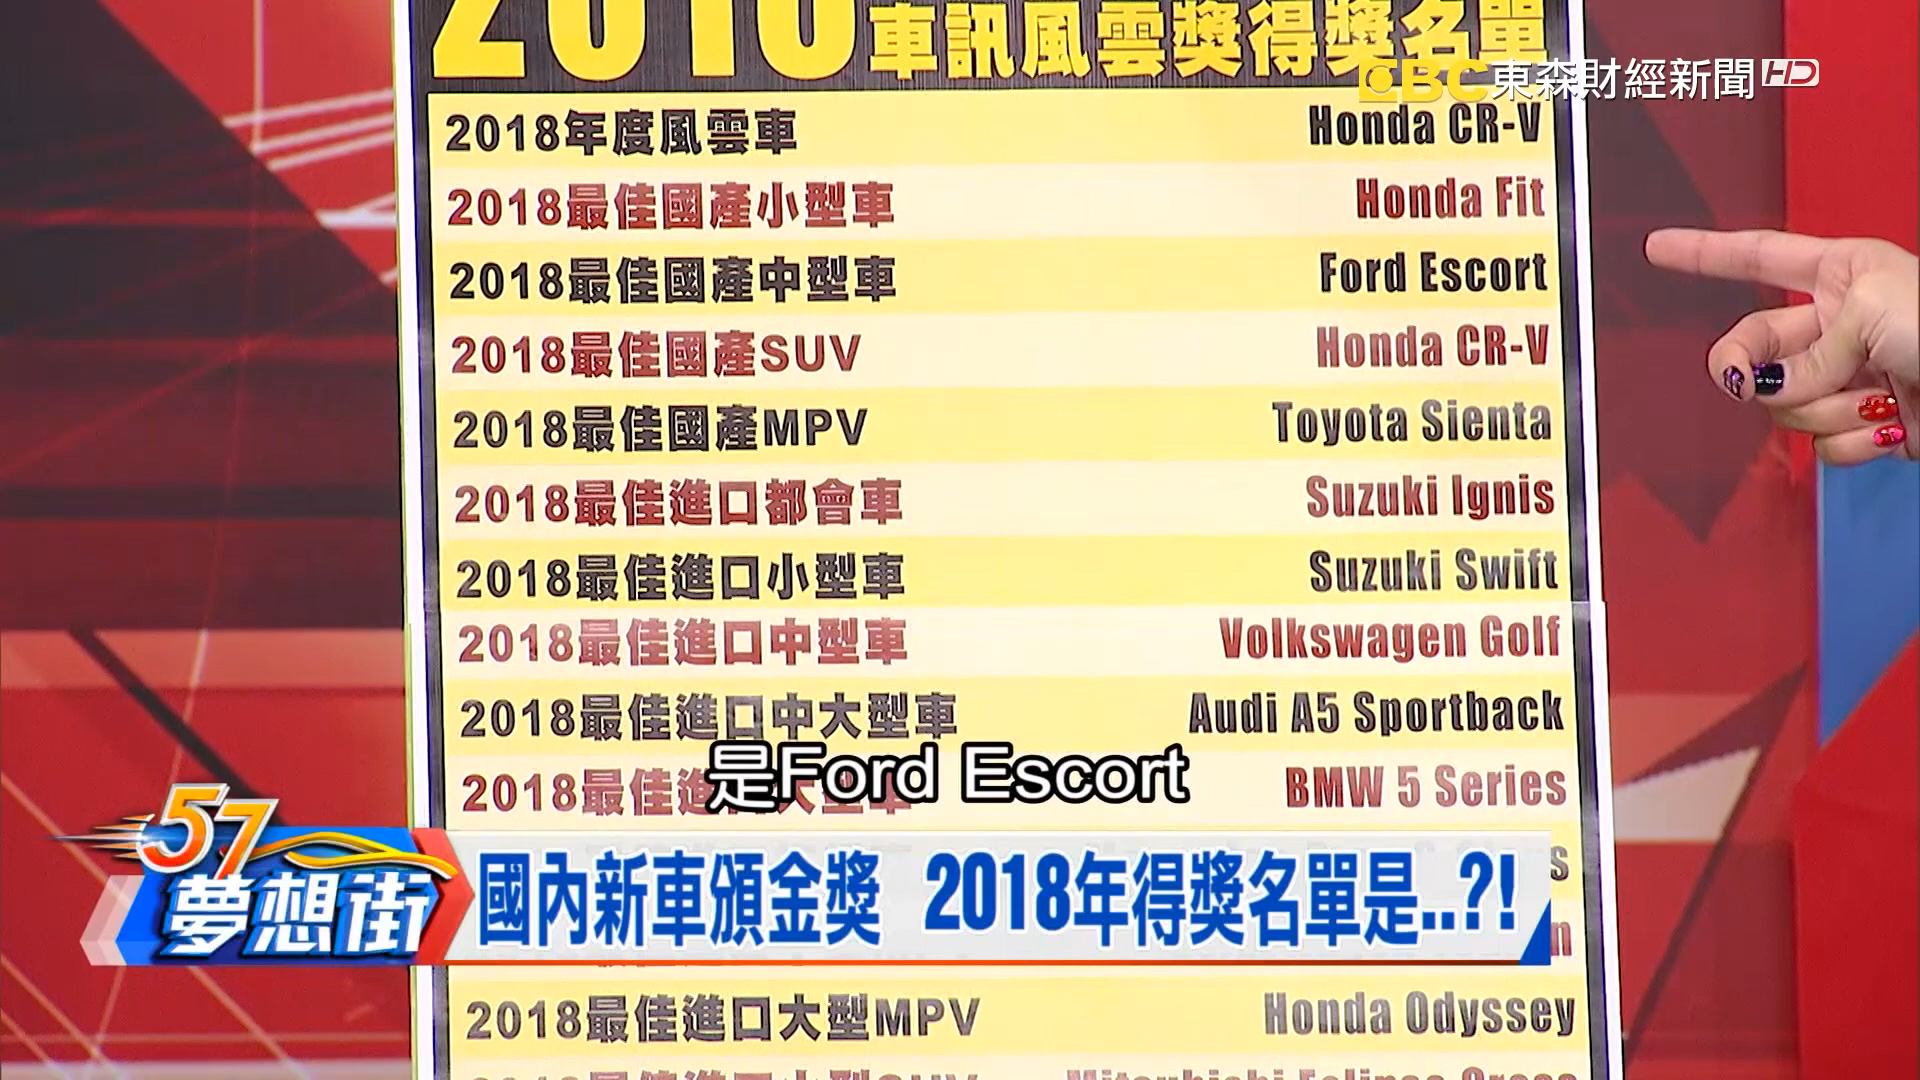 2018 車訊風雲獎得獎名單
EBC 東森財經新聞 HD
2018年度風雲車 Honda CR-V
2018最佳國產小型車 Honda Fit
2018最佳國產中型車 Ford Escort
2018最佳國產SUV Honda CR-V
2018最佳國產MPV Toyota Sienta
2018最佳進口都會車 Suzuki Ignis
2018最佳進口小型車 Suzuki Swift
2018最佳進口中型車 Volkswagen Golf
2018最佳進口中大型車 Audi A5 Sportback
2018最佳進口大型車 BMW 5 Series
是Ford Escort
57夢想街
國內新車頒金獎 2018年得獎名單是..?!
2018最佳進口大型MPV Honda Odyssey